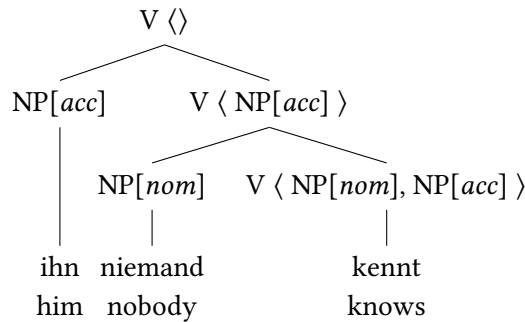 V ⟨⟩
NP[acc] V ⟨ NP[acc] ⟩
NP[nom] V ⟨ NP[nom], NP[acc] ⟩
ihn niemand kennt
him nobody knows